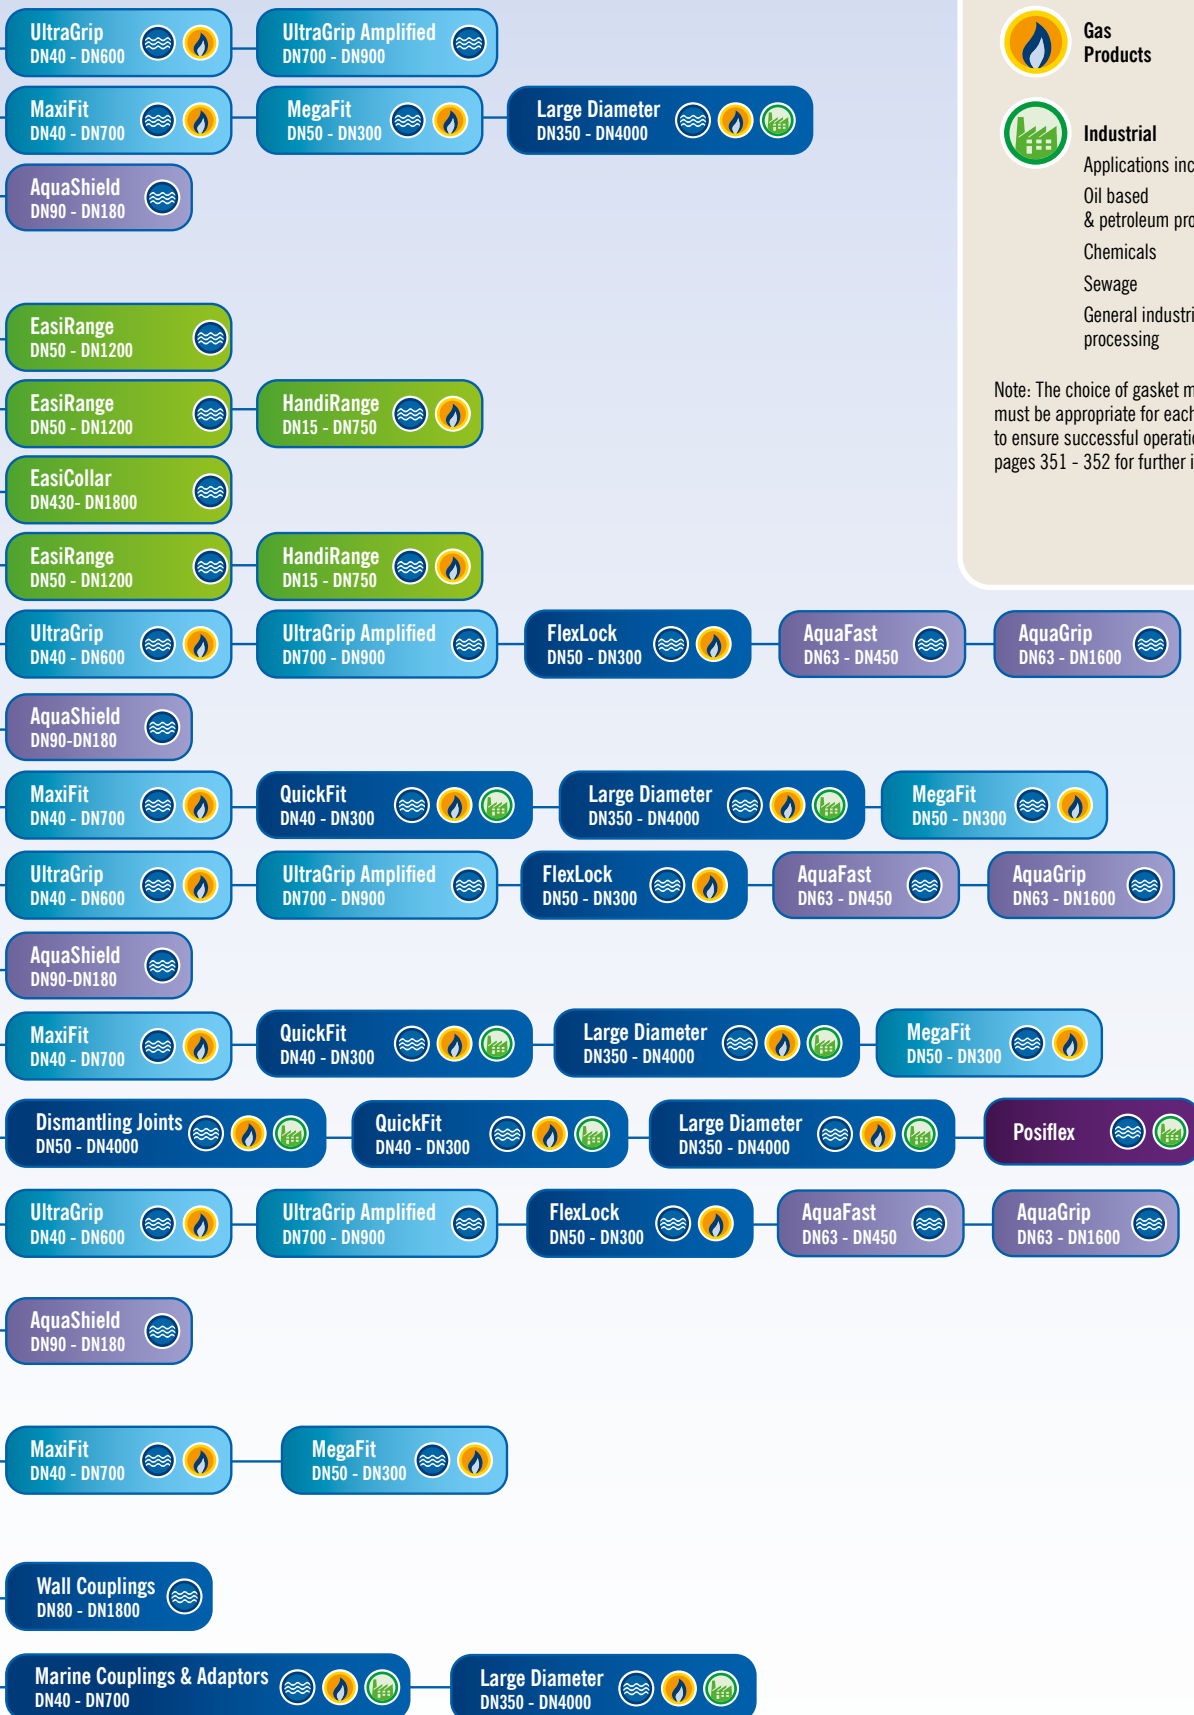 UltraGrip
DN40 - DN600
UltraGrip Amplified
DN700 - DN900
MaxiFit
DN40 - DN700
MegaFit
DN50 - DN300
Large Diameter
DN350 - DN4000
AquaShield
DN90 - DN180
Gas
Products
Industrial
Applications inc
Oil based
& petroleum pro
Chemicals
Sewage
General industri
processing
Note: The choice of gasket m
must be appropriate for each
to ensure successful operatio
pages 351 - 352 for further i
EasiRange
DN50 - DN1200
EasiRange
DN50 - DN1200
HandiRange
DN15 - DN750
EasiCollar
DN430- DN1800
EasiRange
DN50 - DN1200
HandiRange
DN15 - DN750
UltraGrip
DN40 - DN600
UltraGrip Amplified
DN700 - DN900
FlexLock
DN50 - DN300
AquaFast
DN63 - DN450
AquaGrip
DN63 - DN1600
AquaShield
DN90-DN180
MaxiFit
DN40 - DN700
QuickFit
DN40 - DN300
Large Diameter
DN350 - DN4000
MegaFit
DN50 - DN300
UltraGrip
DN40 - DN600
UltraGrip Amplified
DN700 - DN900
FlexLock
DN50 - DN300
AquaFast
DN63 - DN450
AquaGrip
DN63 - DN1600
AquaShield
DN90-DN180
MaxiFit
DN40 - DN700
QuickFit
DN40 - DN300
Large Diameter
DN350 - DN4000
MegaFit
DN50 - DN300
Dismantling Joints
DN50 - DN4000
QuickFit
DN40 - DN300
Large Diameter
DN350 - DN4000
Posiflex
UltraGrip
DN40 - DN600
UltraGrip Amplified
DN700 - DN900
FlexLock
DN50 - DN300
AquaFast
DN63 - DN450
AquaGrip
DN63 - DN1600
AquaShield
DN90 - DN180
MaxiFit
DN40 - DN700
MegaFit
DN50 - DN300
Wall Couplings
DN80 - DN1800
Marine Couplings & Adaptors
DN40 - DN700
Large Diameter
DN350 - DN4000